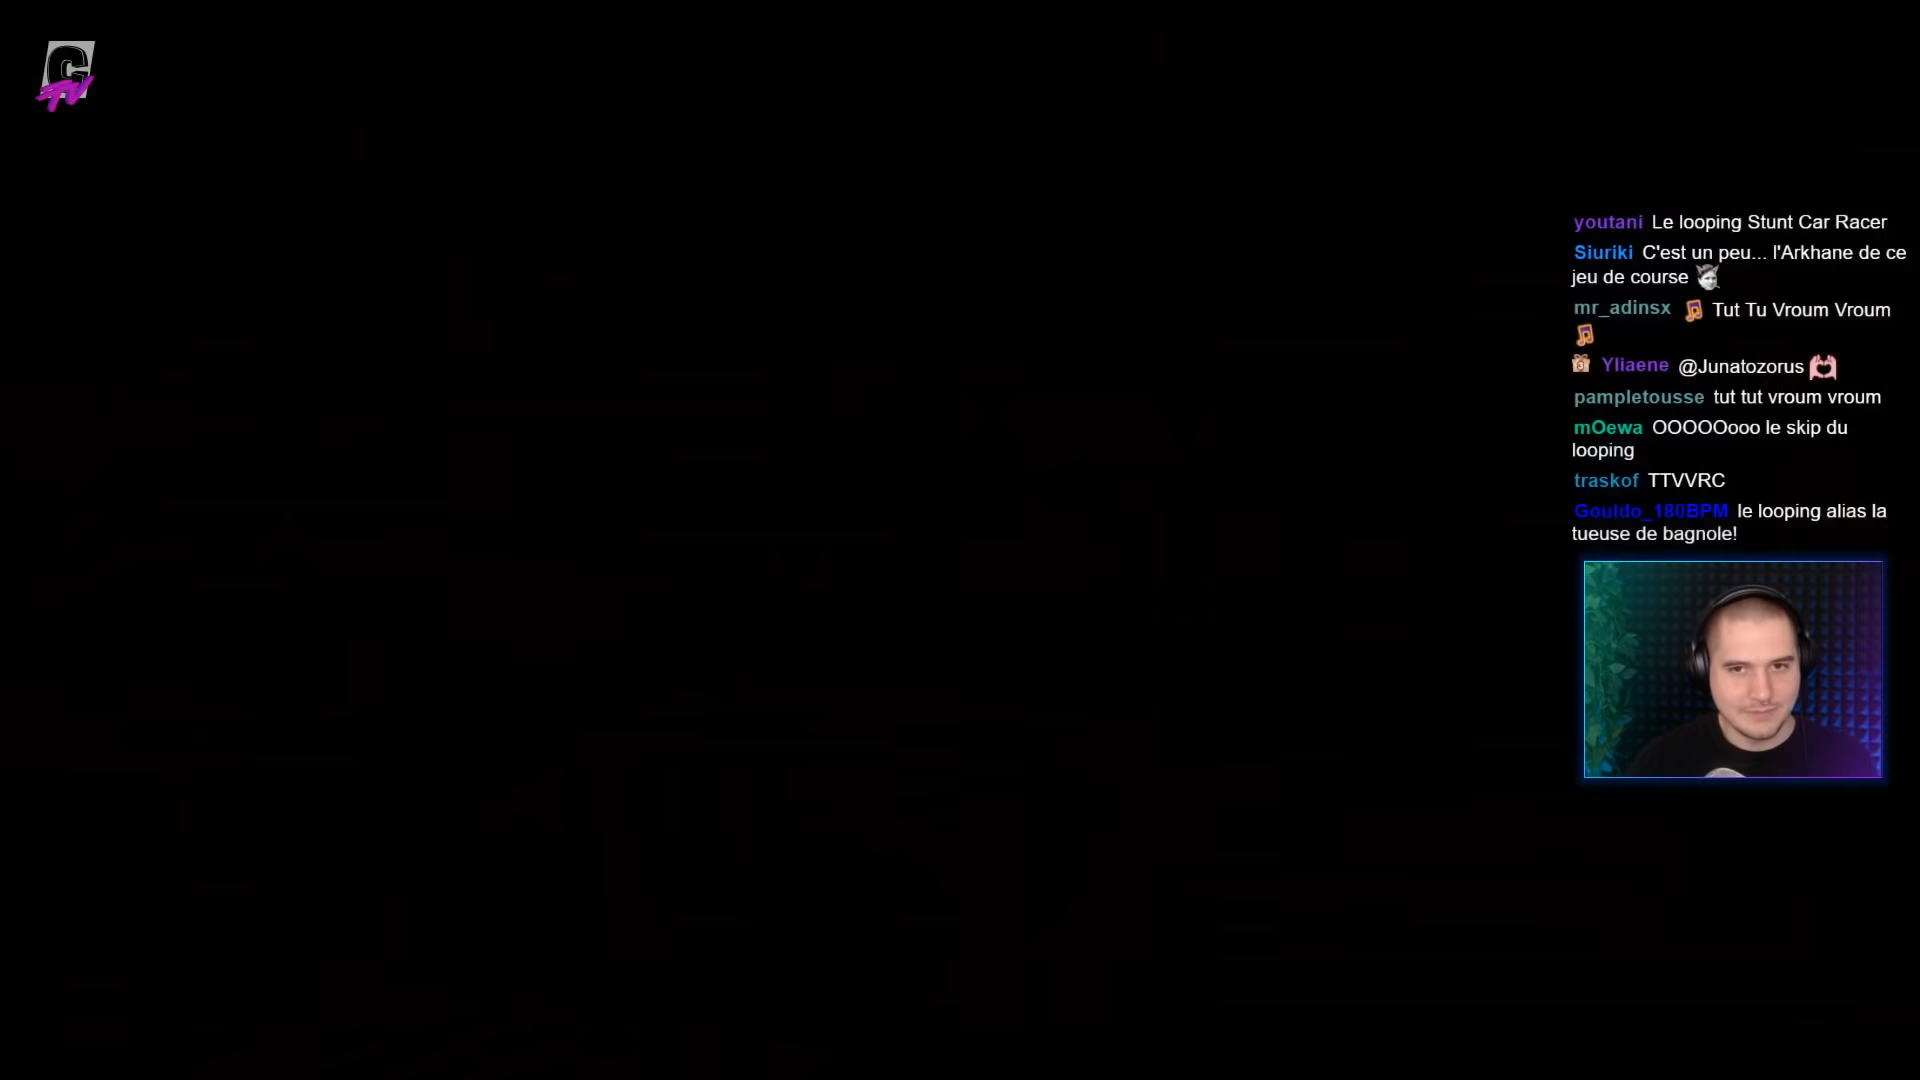 G
TV
youtani Le looping Stunt Car Racer
Siuriki C'est un peu... l'Arkhane de ce
jeu de course
mr_adinsx Tut Tu Vroum Vroum
3 Yliaene @Junatozorus
pampletousse tut tut vroum vroum
mOewa OOOOOooo le skip du
looping
traskof TTVVRC
Gouldo_180BPM le looping alias la
tueuse de bagnole!